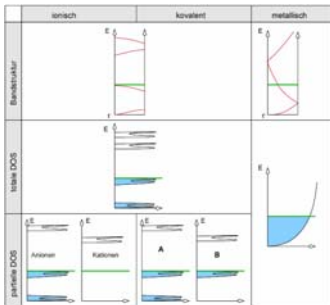 ionisch kovalent metallisch
Bandstruktur
E E
Γ
totale DOS
E
E
partielle DOS
E E E E
Anionen Kationen A B